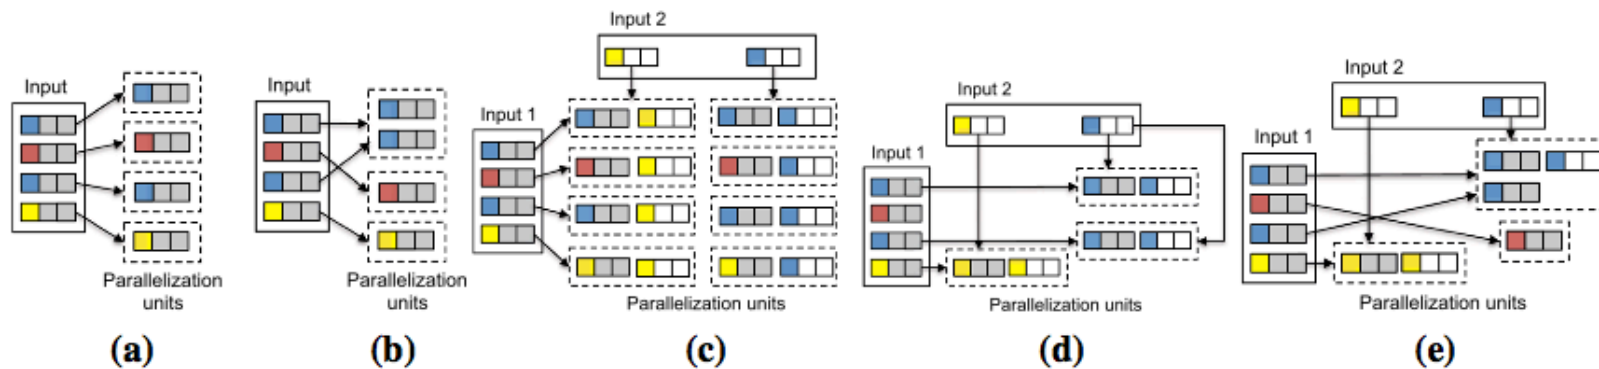 Input
Parallelization
units
(a)
Input
Parallelization
units
(b)
Input 2
Input 1
Parallelization units
(c)
Input 2
Input 1
Parallelization units
(d)
Input 2
Input 1
Parallelization units
(e)